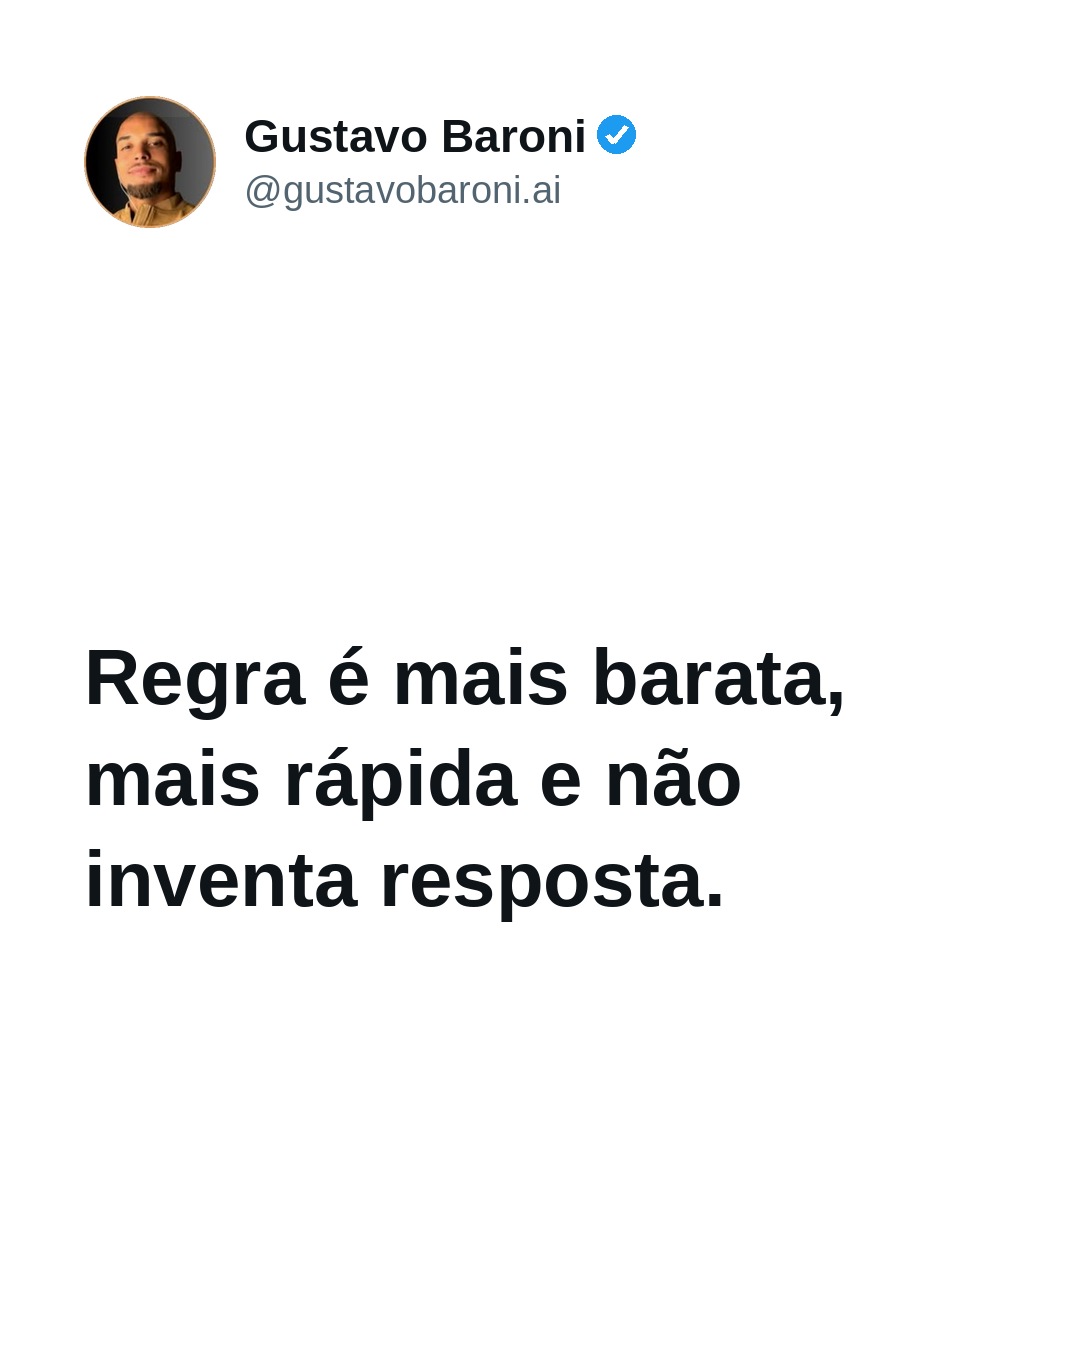 Gustavo Baroni
@gustavobaroni.ai
Regra é mais barata,
mais rápida e não
inventa resposta.